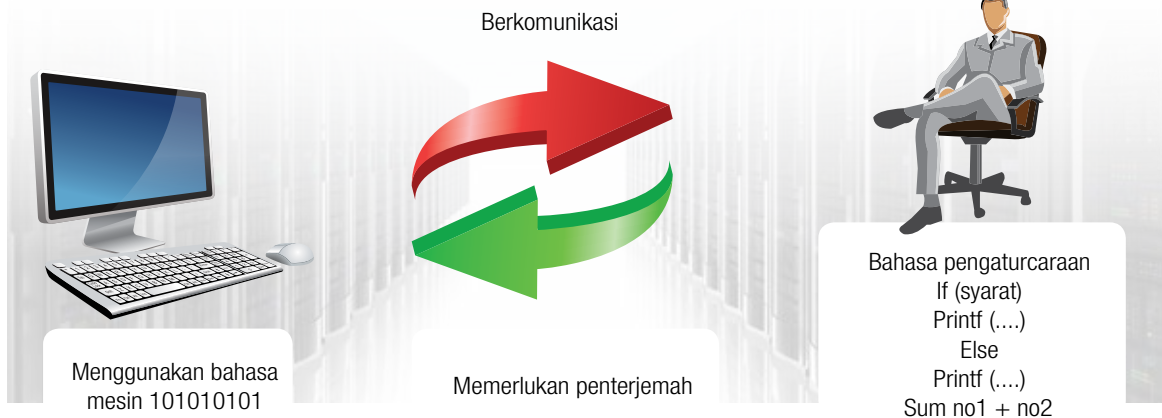 Berkomunikasi
Menggunakan bahasa
mesin 101010101
Memerlukan penterjemah
Bahasa pengaturcaraan
If (syarat)
Printf (....)
Else
Printf (....)
Sum no1 + no2